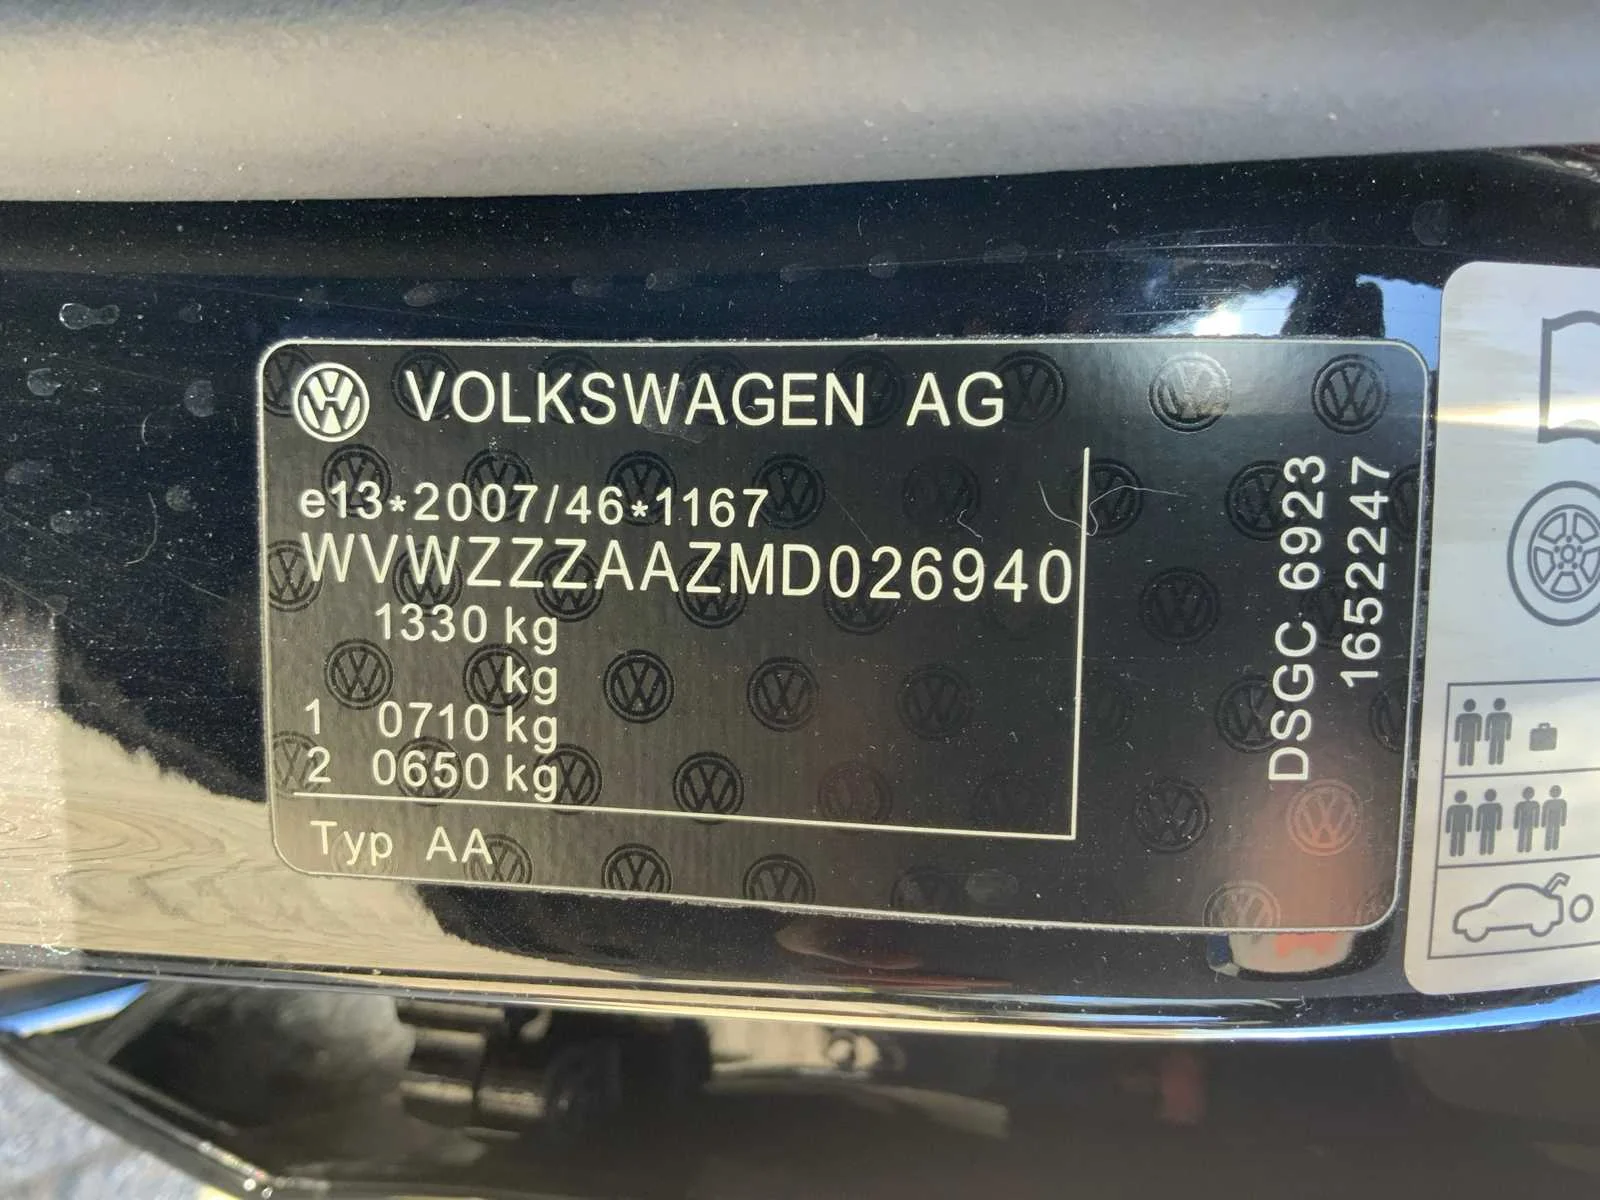 VOLKSWAGEN AG
e13*2007/46*1167
WVWZZZAAZMD026940
1330 kg
kg
1 0710 kg
2 0650 kg
Typ AA
DSGC 6923
1652247